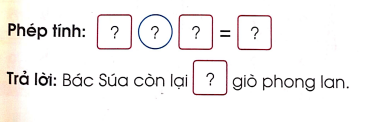 Phép tính: ? ? ? = ?
Trả lời: Bác Súa còn lại ? giò phong lan.